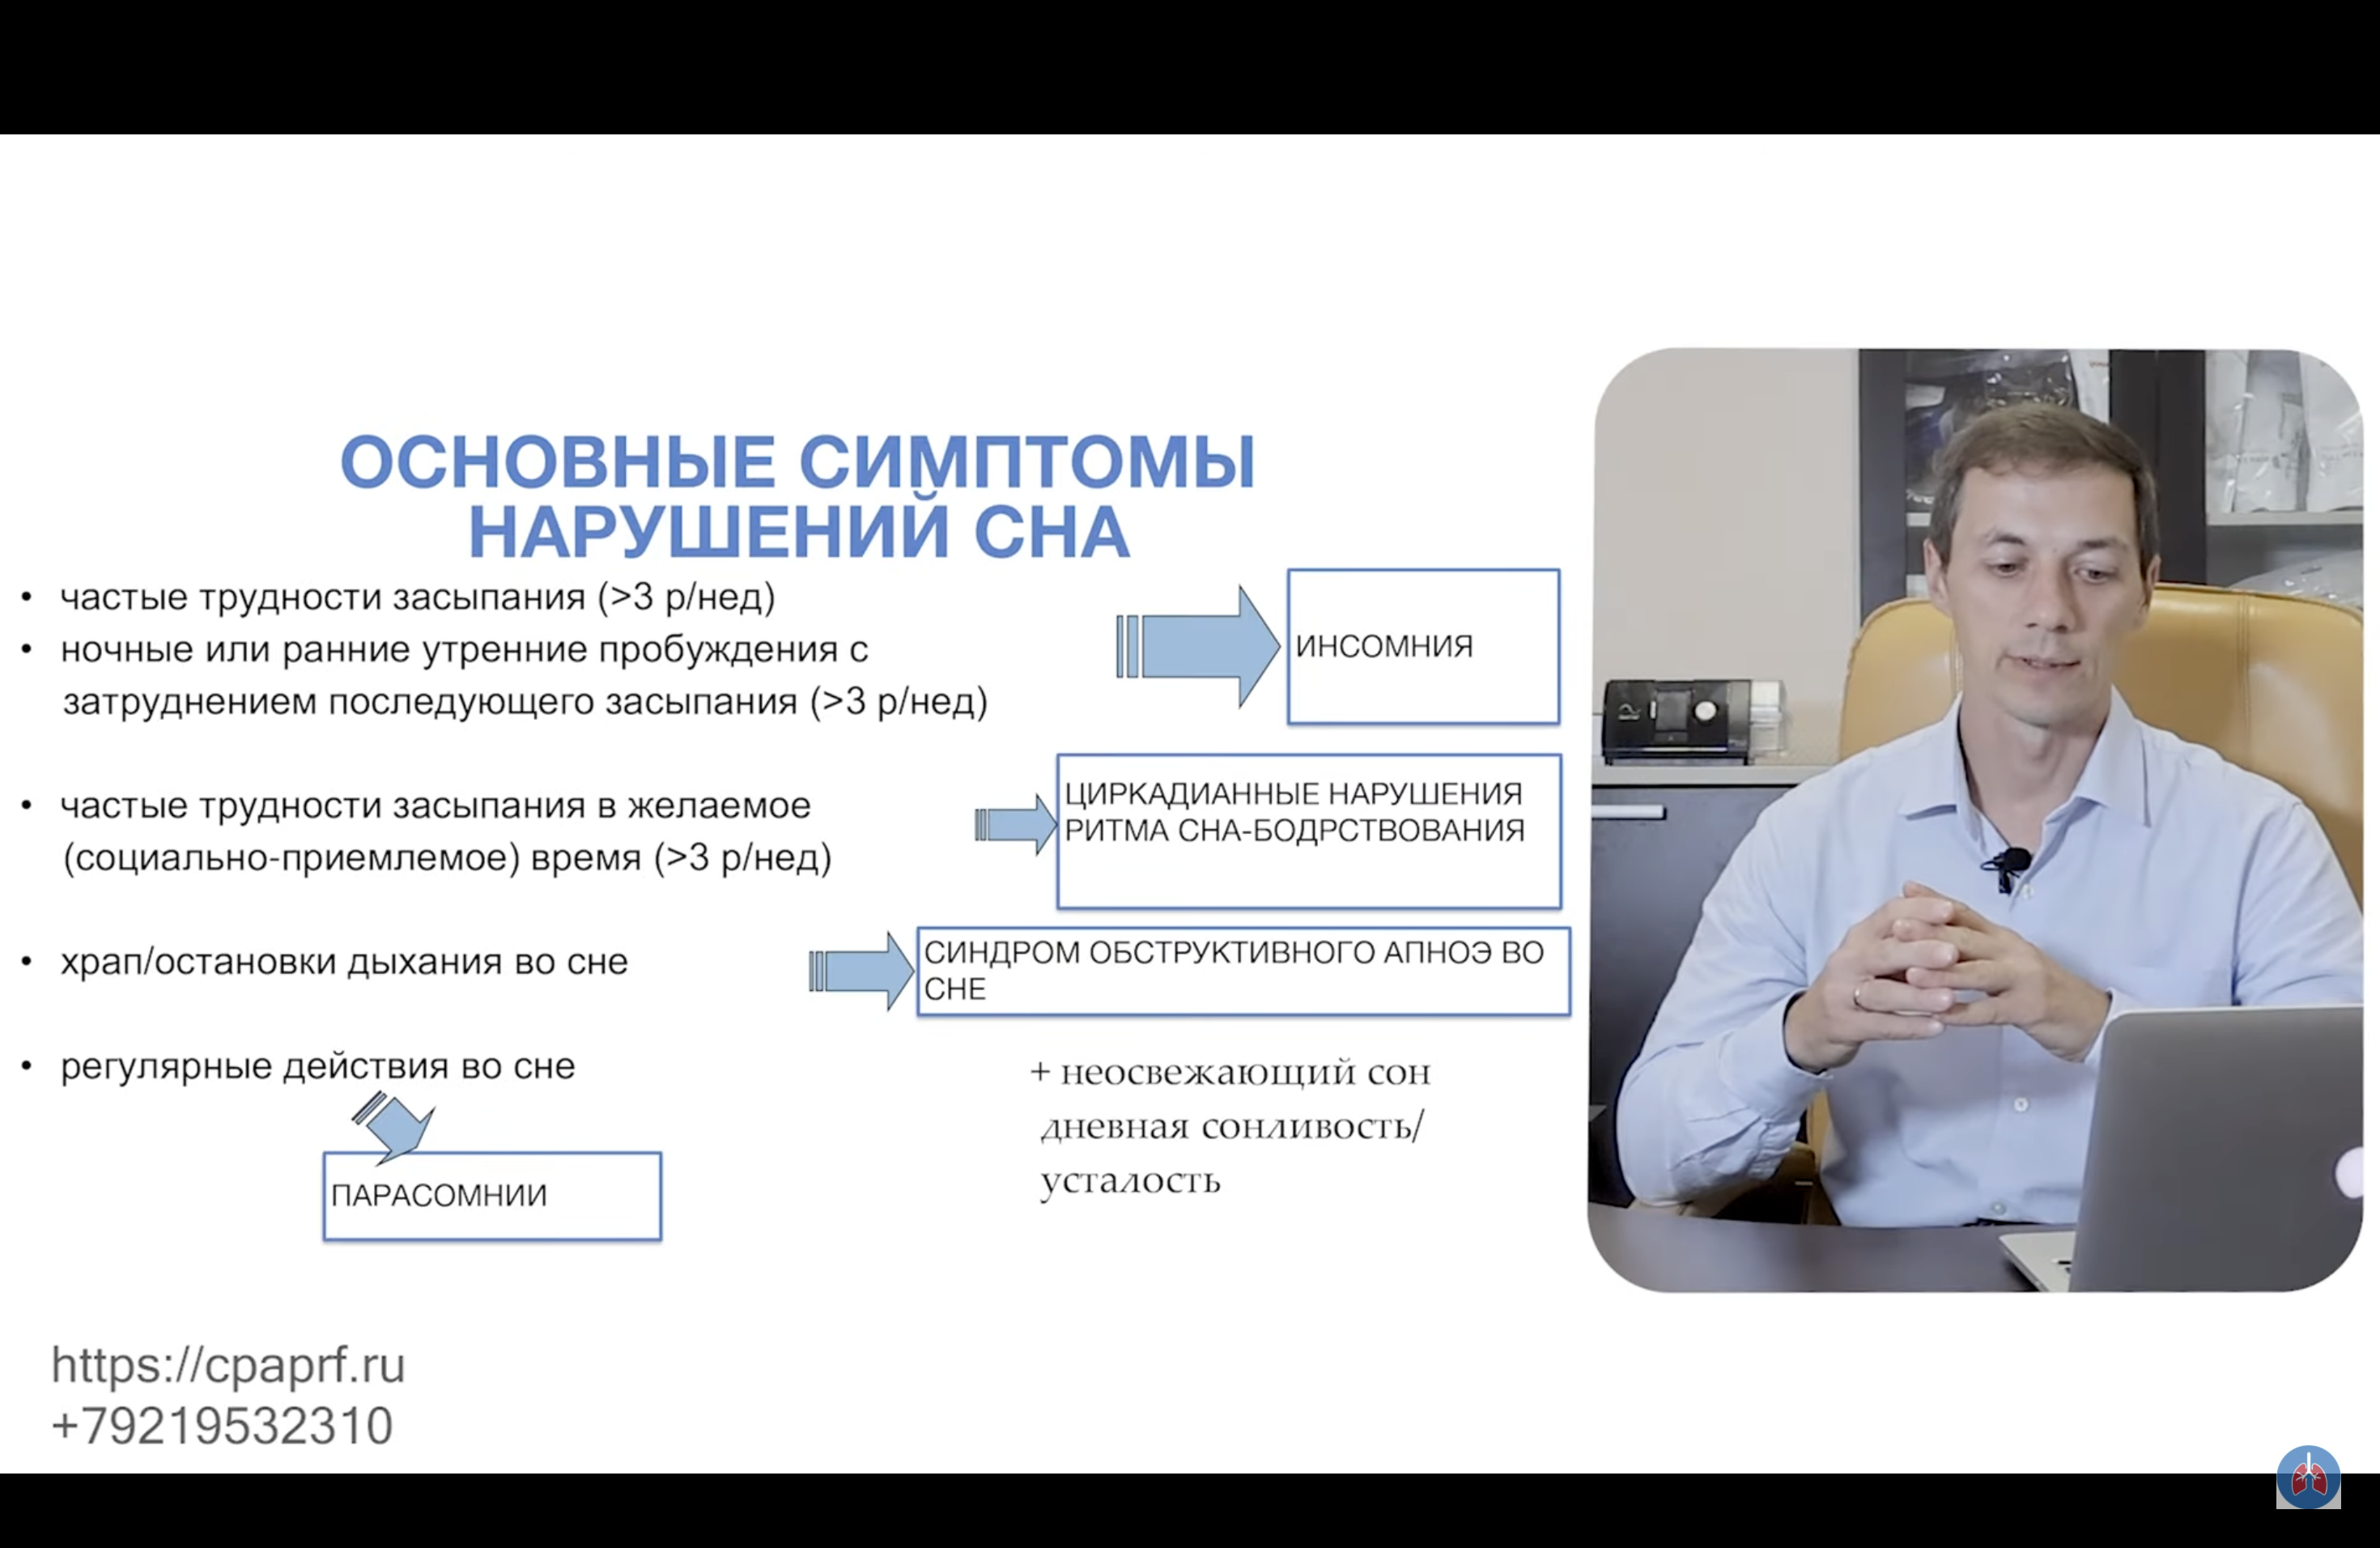 ОСНОВНЫЕ СИМПТОМЫ
НАРУШЕНИЙ СНА
• частые трудности засыпания (>3 р/нед)
• ночные или ранние утренние пробуждения с
затруднением последующего засыпания (>3 р/нед)
ИНСОМНИЯ
• частые трудности засыпания в желаемое
(социально-приемлемое) время (>3 р/нед)
ЦИРКАДИАННЫЕ НАРУШЕНИЯ
РИТМА СНА-БОДРСТВОВАНИЯ
• храп/остановки дыхания во сне
СИНДРОМ ОБСТРУКТИВНОГО АПНОЭ ВО
СНЕ
• регулярные действия во сне
ПАРАСОМНИИ
+ неосвежающий сон
дневная сонливость/
усталость
https://cpaprf.ru
+79219532310